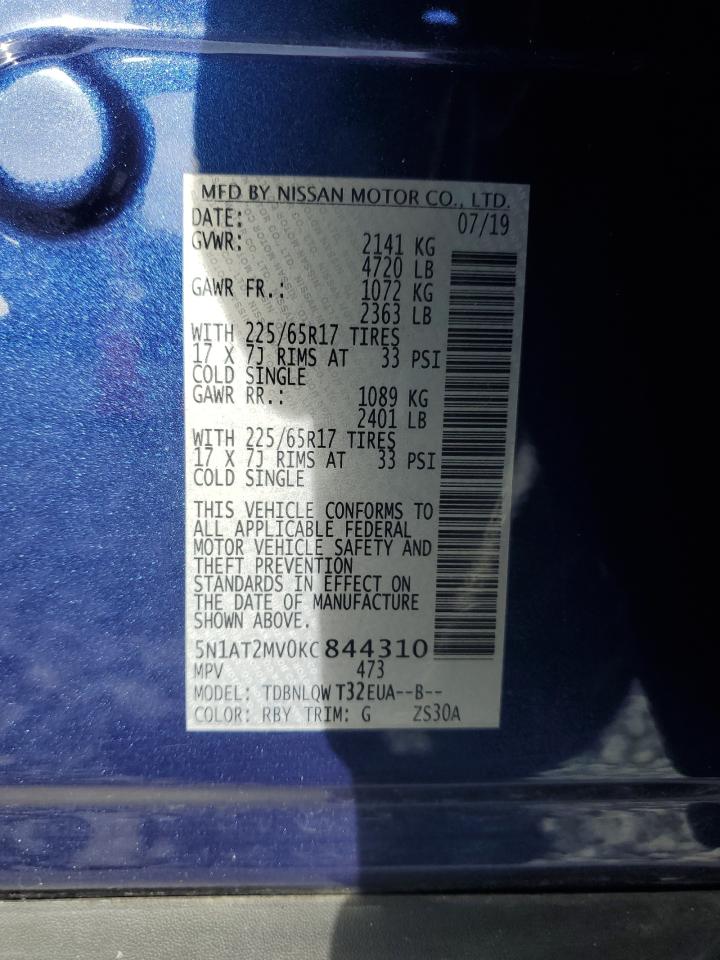 MFD BY NISSAN MOTOR CO., LTD.
DATE: 07/19
GVWR: 2141 KG
4720 LB
GAWR FR.: 1072 KG
2363 LB
WITH 225/65R17 TIRES
17 X 7J RIMS AT 33 PSI
COLD SINGLE
GAWR RR.: 1089 KG
2401 LB
WITH 225/65R17 TIRES
17 X 7J RIMS AT 33 PSI
COLD SINGLE
THIS VEHICLE CONFORMS TO
ALL APPLICABLE FEDERAL
MOTOR VEHICLE SAFETY AND
THEFT PREVENTION
STANDARDS IN EFFECT ON
THE DATE OF MANUFACTURE
SHOWN ABOVE.
5N1AT2MV0KC844310
MPV 473
MODEL: TDBNLQW T32EUA--B--
COLOR: RBY TRIM: G ZS30A